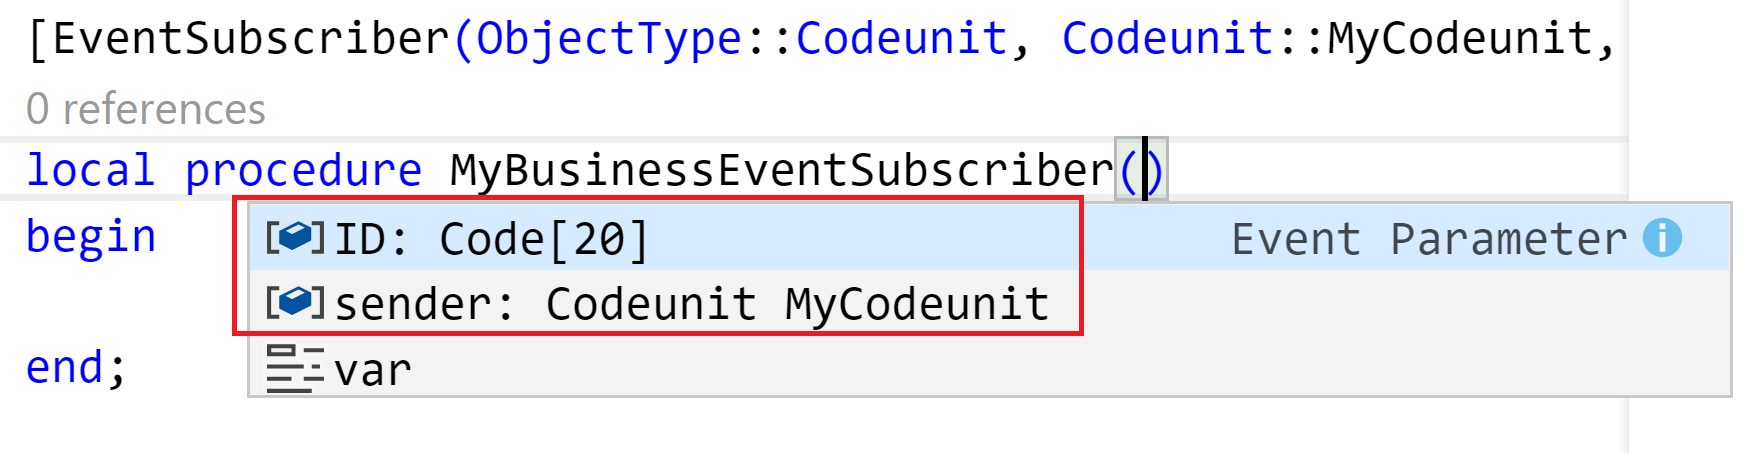 [EventSubscriber(ObjectType::Codeunit, Codeunit::MyCodeunit,
0 references
local procedure MyBusinessEventSubscriber()
begin
ID: Code[20] Event Parameter
sender: Codeunit MyCodeunit
var
end;